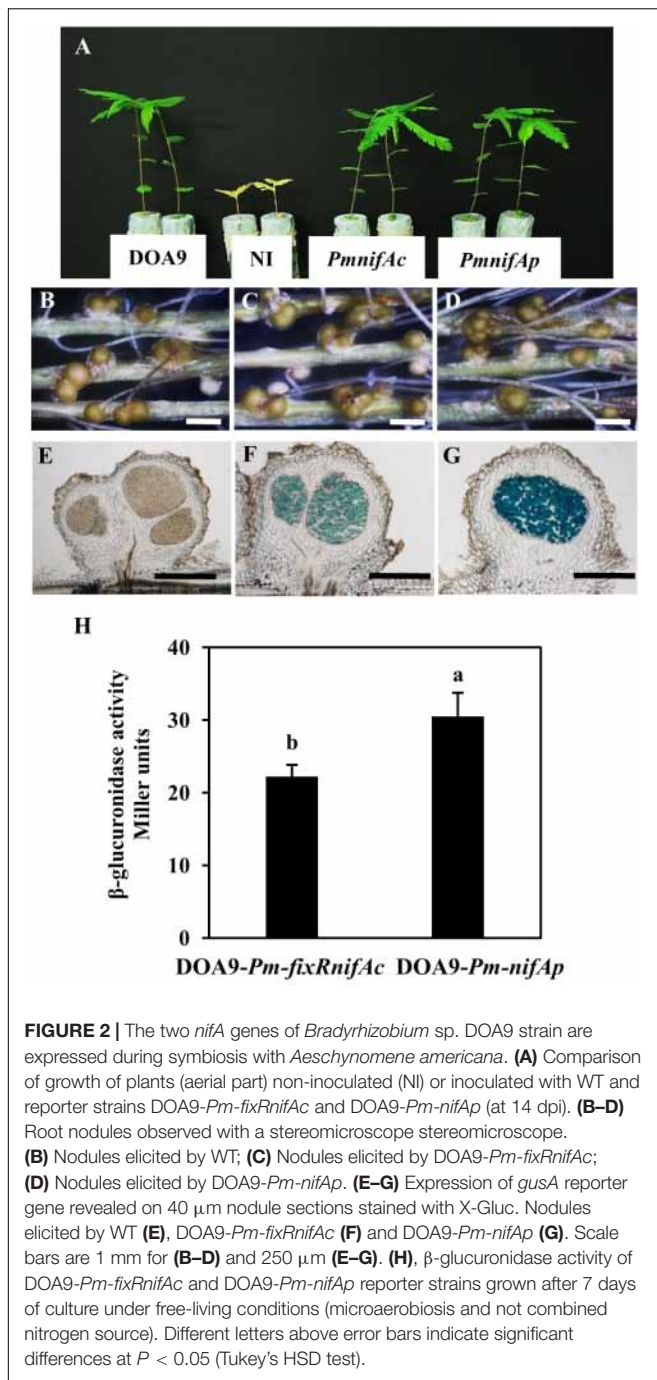 A
DOA9
NI
PmnifAc
PmnifAp
B
C
D
E
F
G
H
β-glucuronidase activity
Miller units
40
30
20
10
0
b
a
DOA9-Pm-fixRnifAc
DOA9-Pm-nifAp
FIGURE 2 | The two nifA genes of Bradyrhizobium sp. DOA9 strain are
expressed during symbiosis with Aeschynomene americana. (A) Comparison
of growth of plants (aerial part) non-inoculated (NI) or inoculated with WT and
reporter strains DOA9-Pm-fixRnifAc and DOA9-Pm-nifAp (at 14 dpi). (B–D)
Root nodules observed with a stereomicroscope stereomicroscope.
(B) Nodules elicited by WT; (C) Nodules elicited by DOA9-Pm-fixRnifAc;
(D) Nodules elicited by DOA9-Pm-nifAp. (E–G) Expression of gusA reporter
gene revealed on 40 μm nodule sections stained with X-Gluc. Nodules
elicited by WT (E), DOA9-Pm-fixRnifAc (F) and DOA9-Pm-nifAp (G). Scale
bars are 1 mm for (B–D) and 250 μm (E–G). (H), β-glucuronidase activity of
DOA9-Pm-fixRnifAc and DOA9-Pm-nifAp reporter strains grown after 7 days
of culture under free-living conditions (microaerobiosis and not combined
nitrogen source). Different letters above error bars indicate significant
differences at P < 0.05 (Tukey's HSD test).